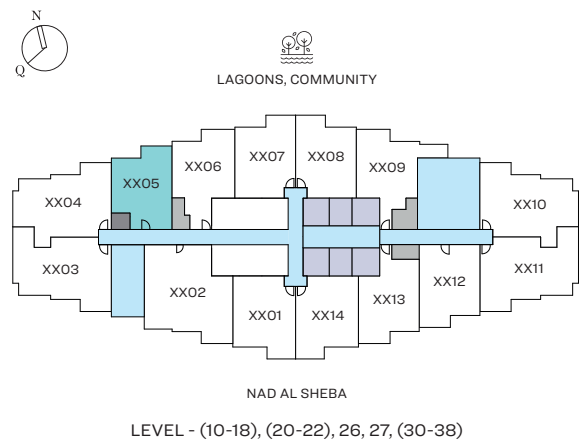 N
Q
LAGOONS, COMMUNITY
XX07 XX08
XX06 XX09
XX05
XX04 XX10
XX03 XX11
XX02 XX12
XX13
XX01 XX14
NAD AL SHEBA
LEVEL - (10-18), (20-22), 26, 27, (30-38)